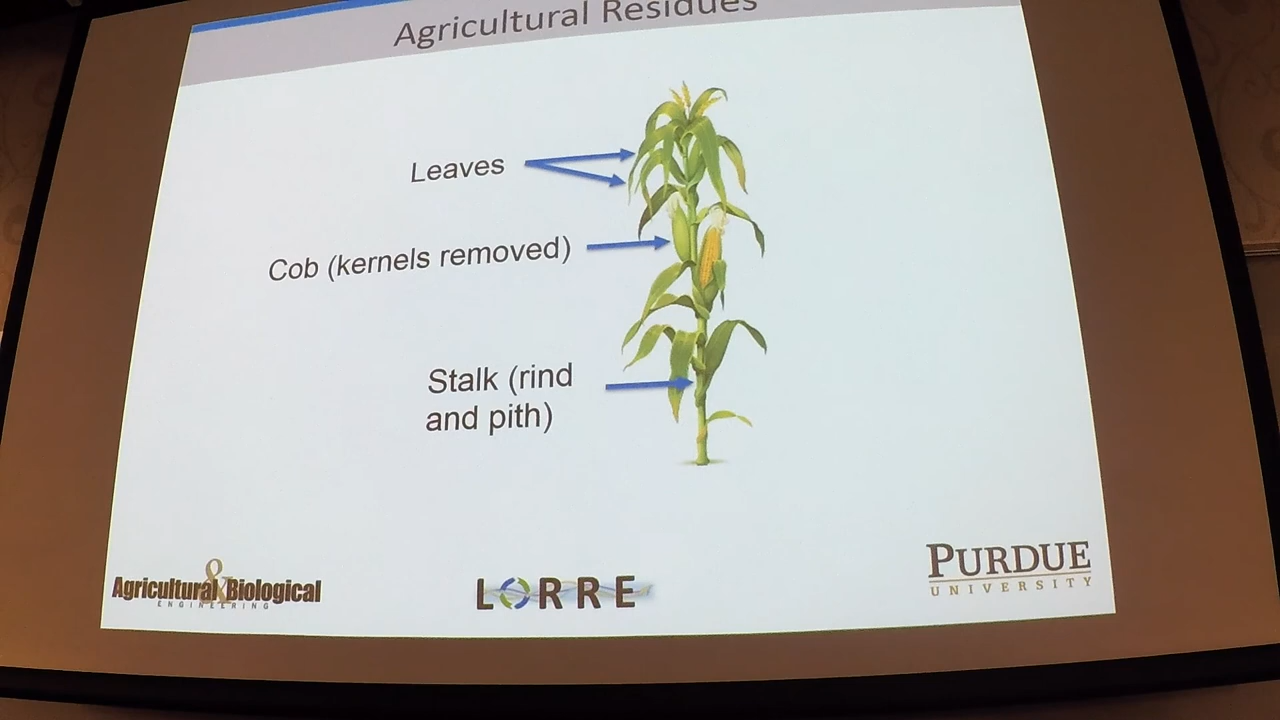 Agricultural Residues
Leaves
Cob (kernels removed)
Stalk (rind
and pith)
Agricultural & Biological
ENGINEERING
LORRE
PURDUE
UNIVERSITY